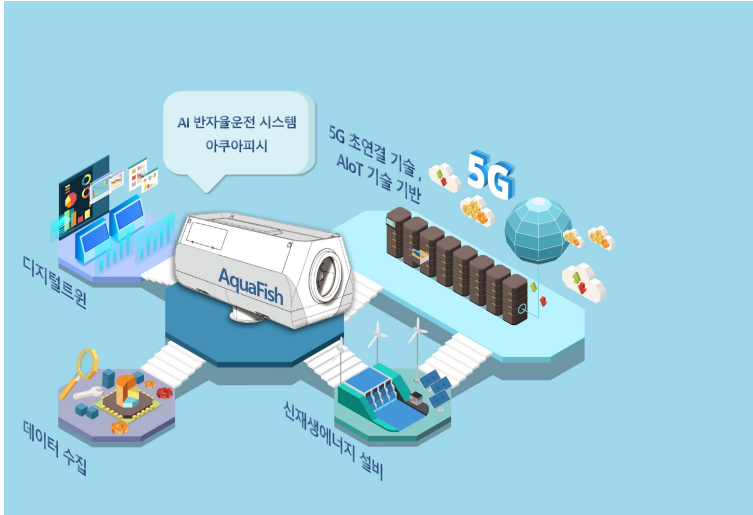 AI 반자율운전 시스템
아쿠아피시
5G 초연결 기술 ,
AIoT 기술 기반
5G
디지털트윈
AquaFish
데이터 수집
신재생에너지 설비